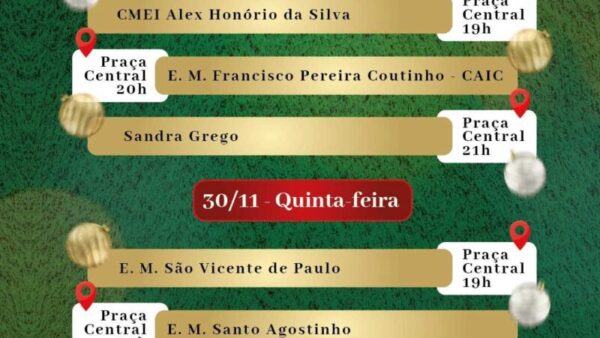 CMEI Alex Honório da Silva
Praça
Central
19h
Praça
Central
20h
E. M. Francisco Pereira Coutinho - CAIC
Sandra Grego
Praça
Central
21h
30/11 - Quinta-feira
E. M. São Vicente de Paulo
Praça
Central
19h
Praça
Central
E. M. Santo Agostinho